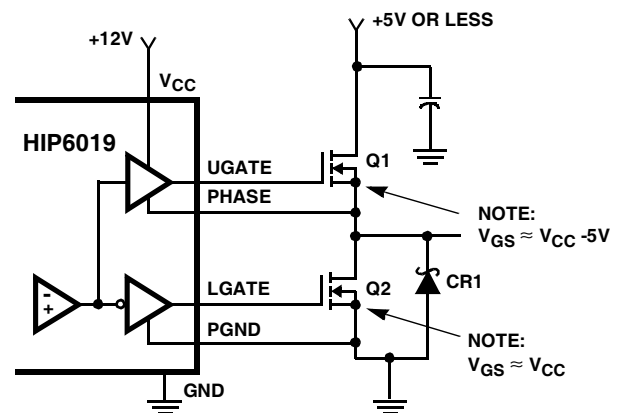 +5V OR LESS
+12V
VCC
HIP6019
UGATE
Q1
PHASE
NOTE:
VGS ≈ VCC -5V
-
+
LGATE
Q2
CR1
PGND
NOTE:
VGS ≈ VCC
GND